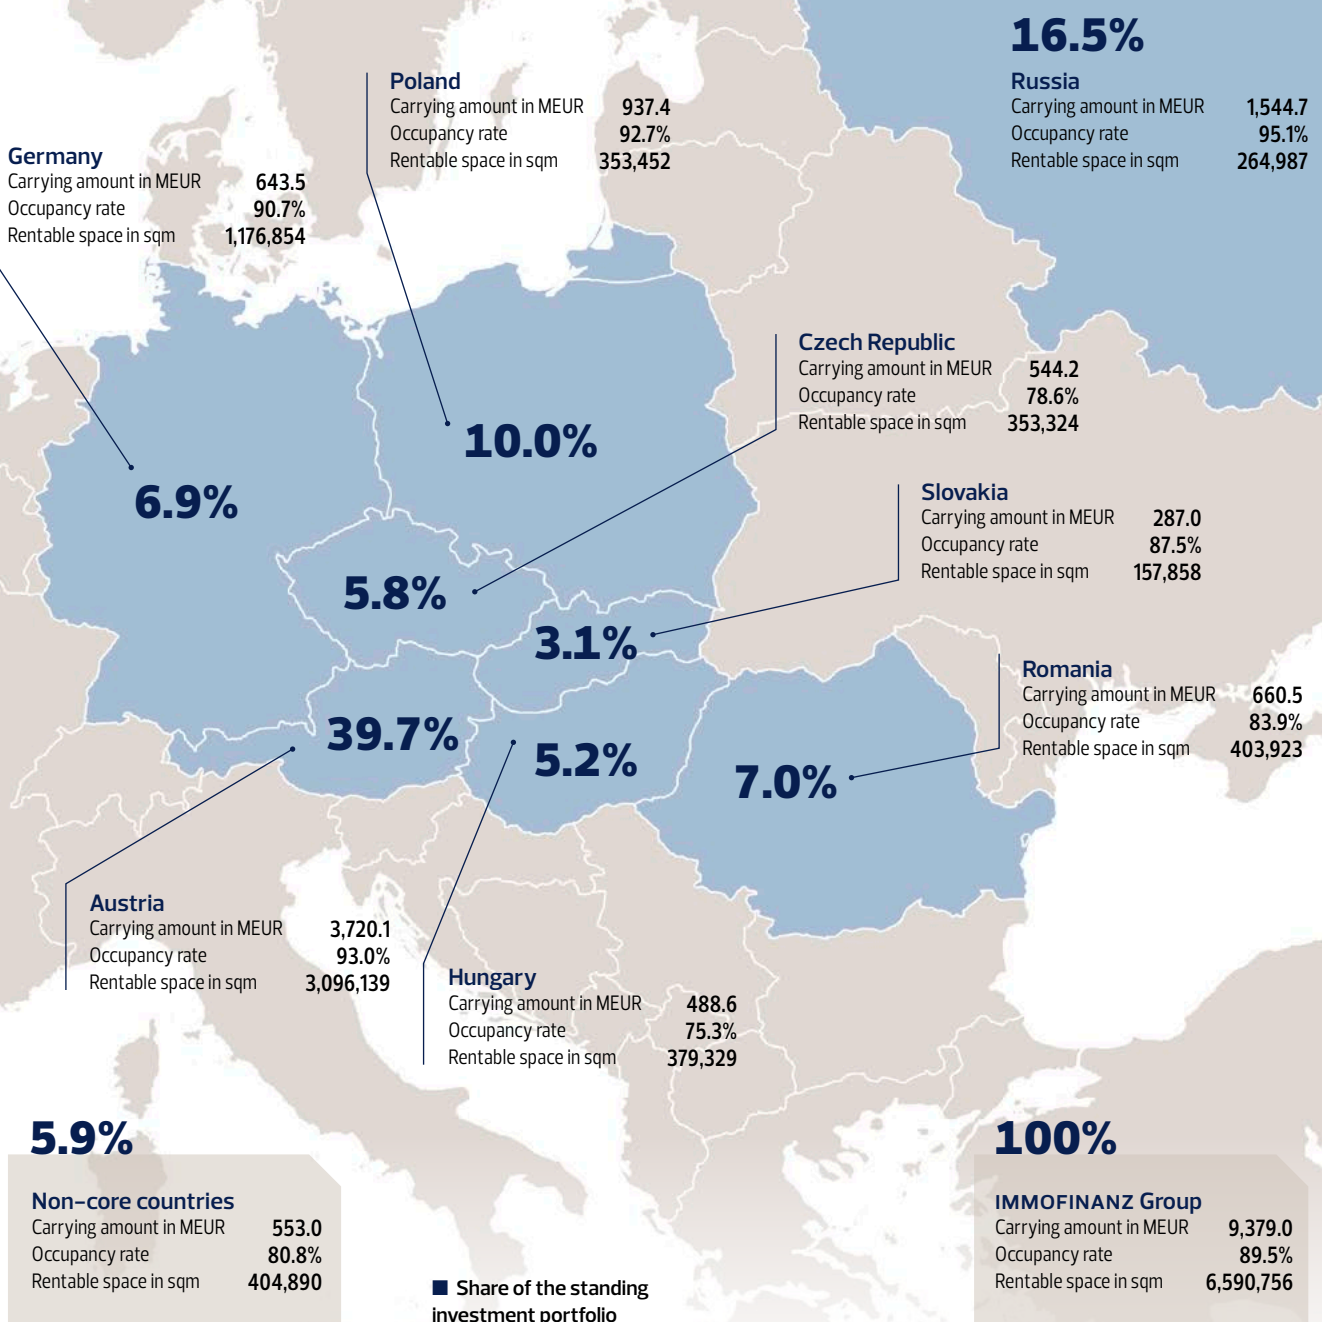 16.5%
Russia
Carrying amount in MEUR 1,544.7
Occupancy rate 95.1%
Rentable space in sqm 264,987
Poland
Carrying amount in MEUR 937.4
Occupancy rate 92.7%
Rentable space in sqm 353,452
Germany
Carrying amount in MEUR 643.5
Occupancy rate 90.7%
Rentable space in sqm 1,176,854
Czech Republic
Carrying amount in MEUR 544.2
Occupancy rate 78.6%
Rentable space in sqm 353,324
10.0%
6.9%
Slovakia
Carrying amount in MEUR 287.0
Occupancy rate 87.5%
Rentable space in sqm 157,858
5.8%
3.1%
Romania
Carrying amount in MEUR 660.5
Occupancy rate 83.9%
Rentable space in sqm 403,923
39.7%
5.2%
7.0%
Austria
Carrying amount in MEUR 3,720.1
Occupancy rate 93.0%
Rentable space in sqm 3,096,139
Hungary
Carrying amount in MEUR 488.6
Occupancy rate 75.3%
Rentable space in sqm 379,329
5.9%
Non-core countries
Carrying amount in MEUR 553.0
Occupancy rate 80.8%
Rentable space in sqm 404,890
100%
IMMOFINANZ Group
Carrying amount in MEUR 9,379.0
Occupancy rate 89.5%
Rentable space in sqm 6,590,756
Share of the standing
investment portfolio